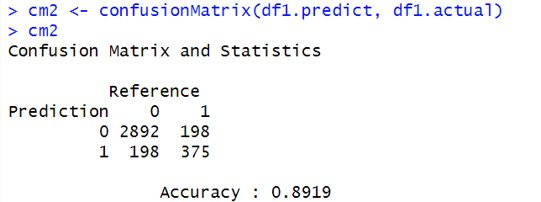 > cm2 <- confusionMatrix(df1.predict, df1.actual)
> cm2
Confusion Matrix and Statistics
Reference
Prediction 0 1
0 2892 198
1 198 375
Accuracy : 0.8919